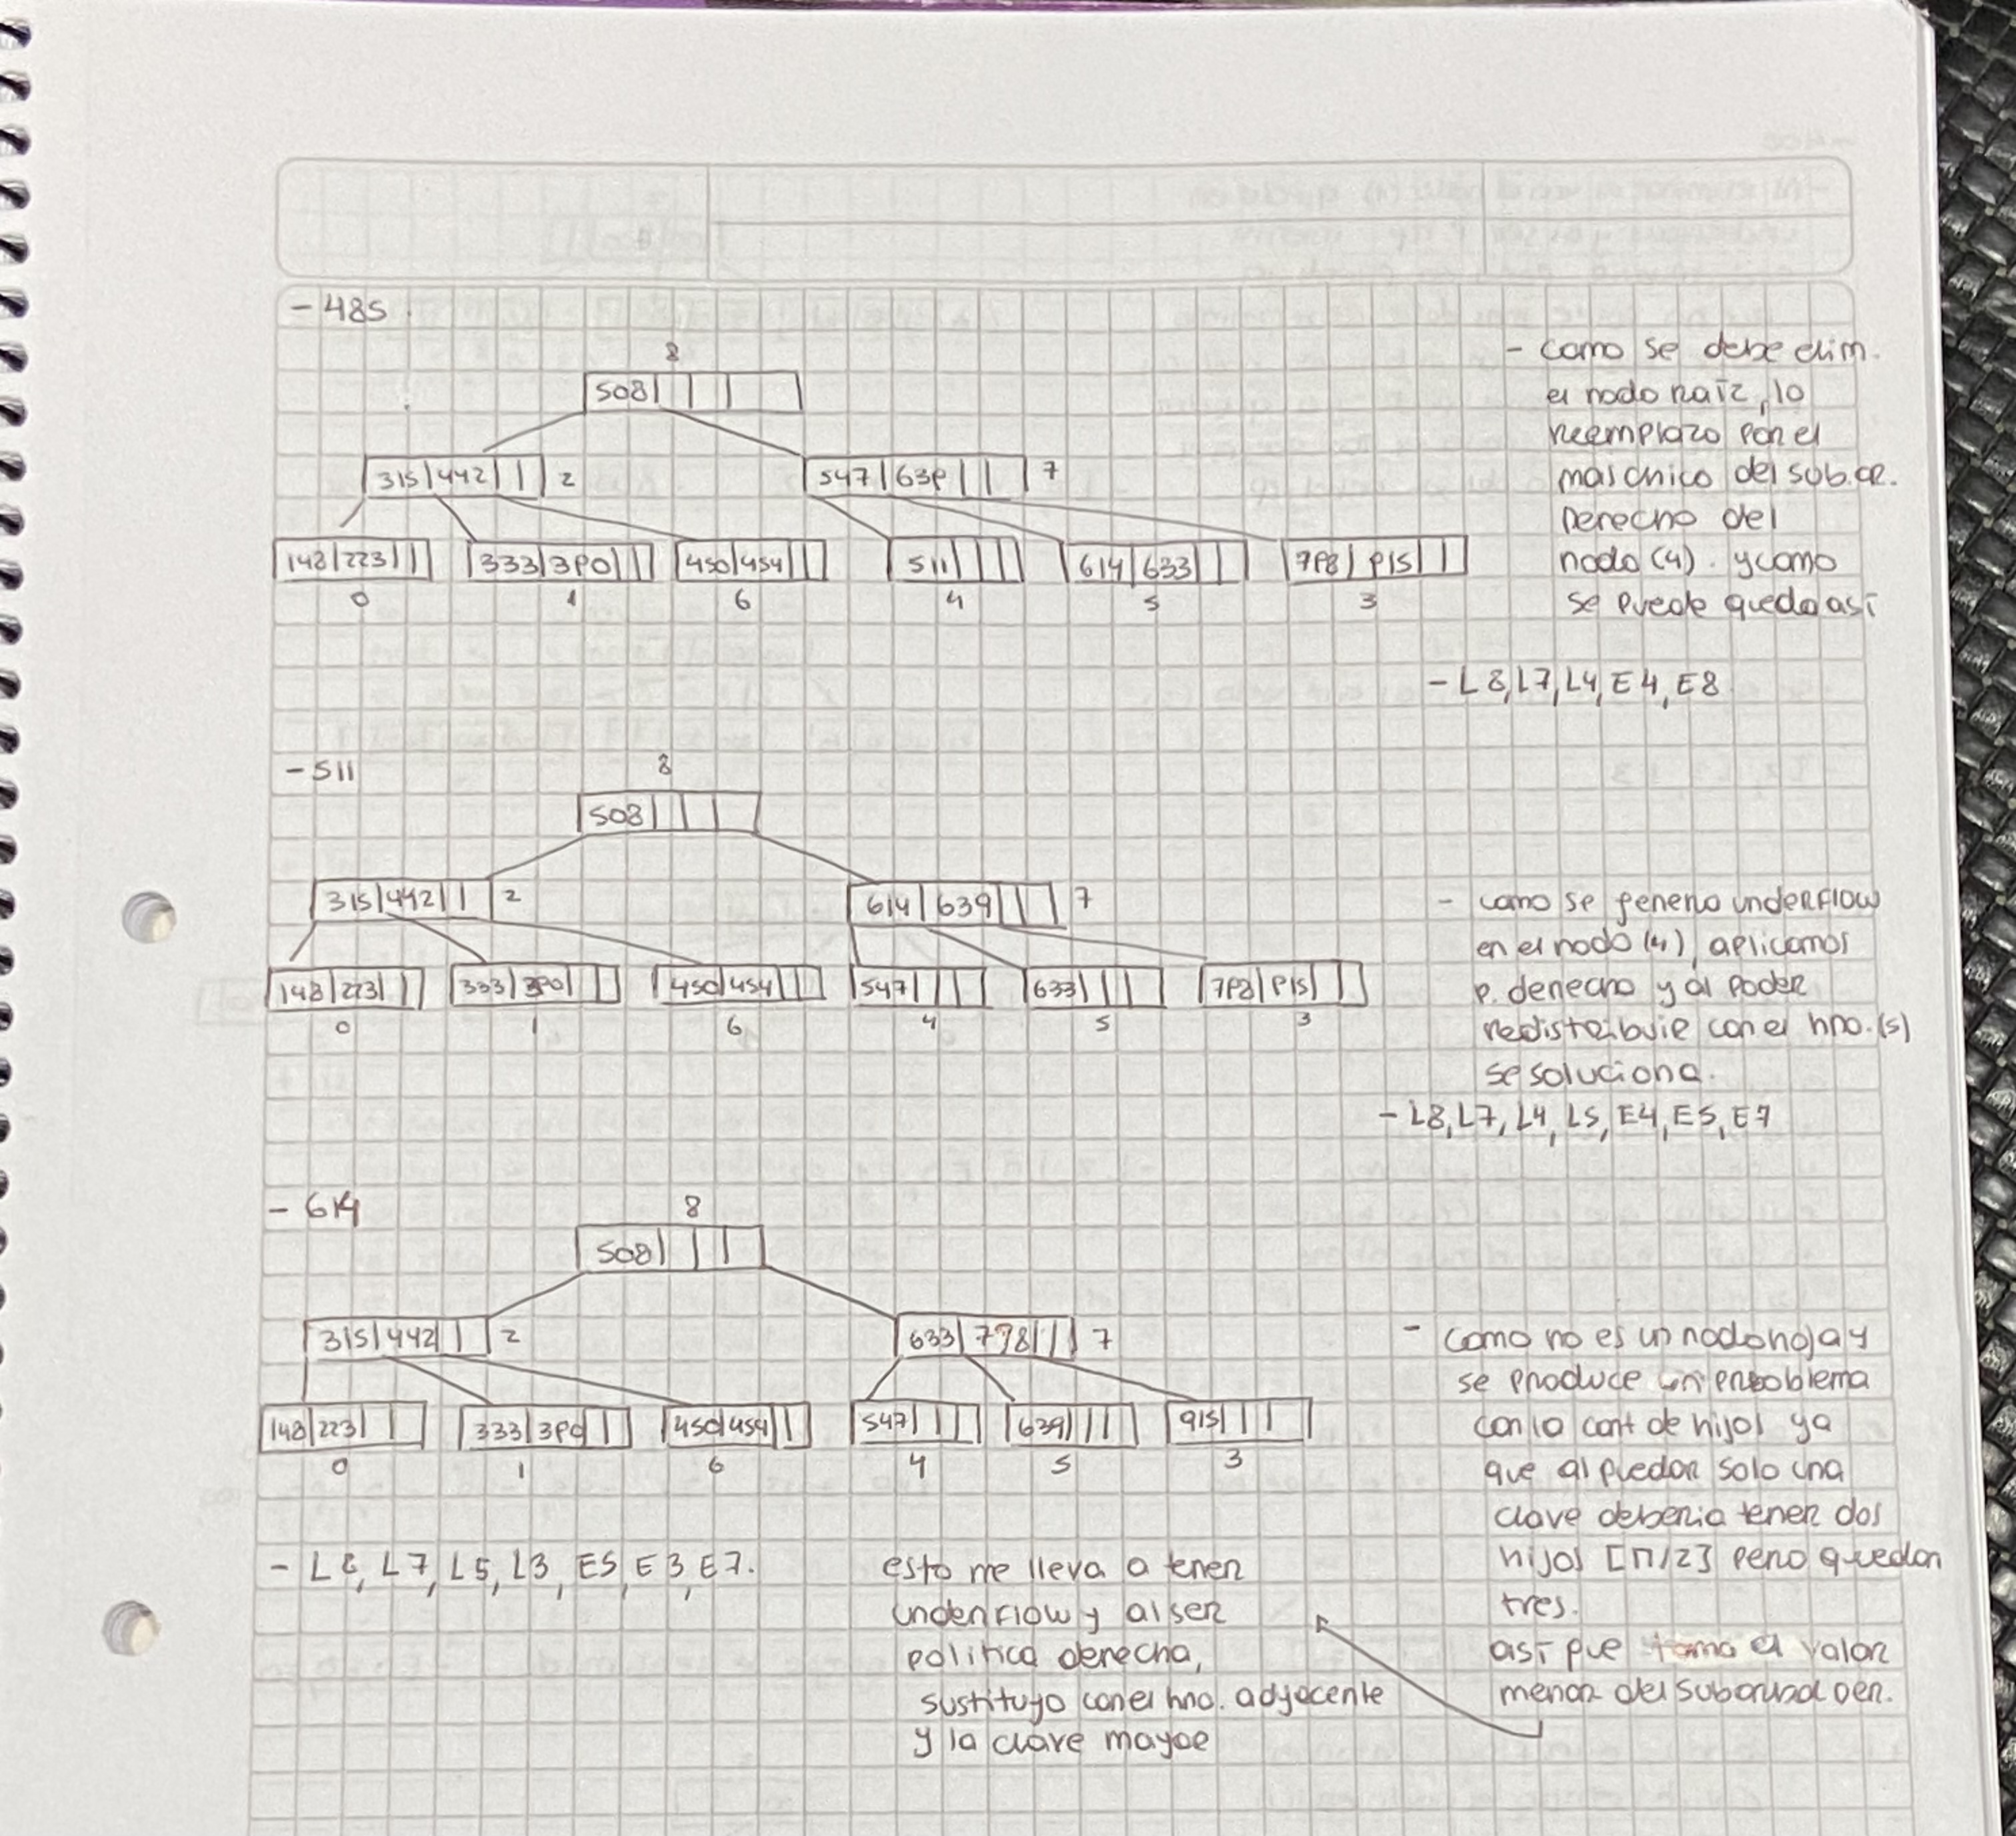 - 485
8
508
315 | 442 2
547 | 639 7
148 | 223 333 | 390 450 | 454 511 614 | 633 798 | 915
0 1 6 4 5 3
- como se debe elim.
el nodo raíz, lo
reemplazo por el
mas chico del sub.ar.
Derecho del
nodo (4). y como
se puede queda así
- L8, L7, L4, E4, E8
- 511
8
508
315 | 442 2
614 | 639 7
148 | 223 333 | 390 450 | 454 547 633 798 | 915
0 1 6 4 5 3
- como se genero underflow
en el nodo (4), aplicamos
p. derecho y al poder
redistribuir con el hno. (5)
se soluciona.
- L8, L7, L4, L5, E4, E5, E7
- 614
8
508
315 | 442 2
633 | 798 7
148 | 223 333 | 390 450 | 454 547 639 915
0 1 6 4 5 3
- como no es un nodo hoja y
se produce un problema
con la cant de hijos ya
que al quedar solo una
clave deberia tener dos
hijos [M/2] pero quedan
tres.
así que tomo el valor
menor del subarbol der.
- L8, L7, L5, L3, E5, E3, E7.
esto me lleva a tener
underflow y al ser
politica derecha,
sustituyo con el hno. adyacente
y la clave mayor